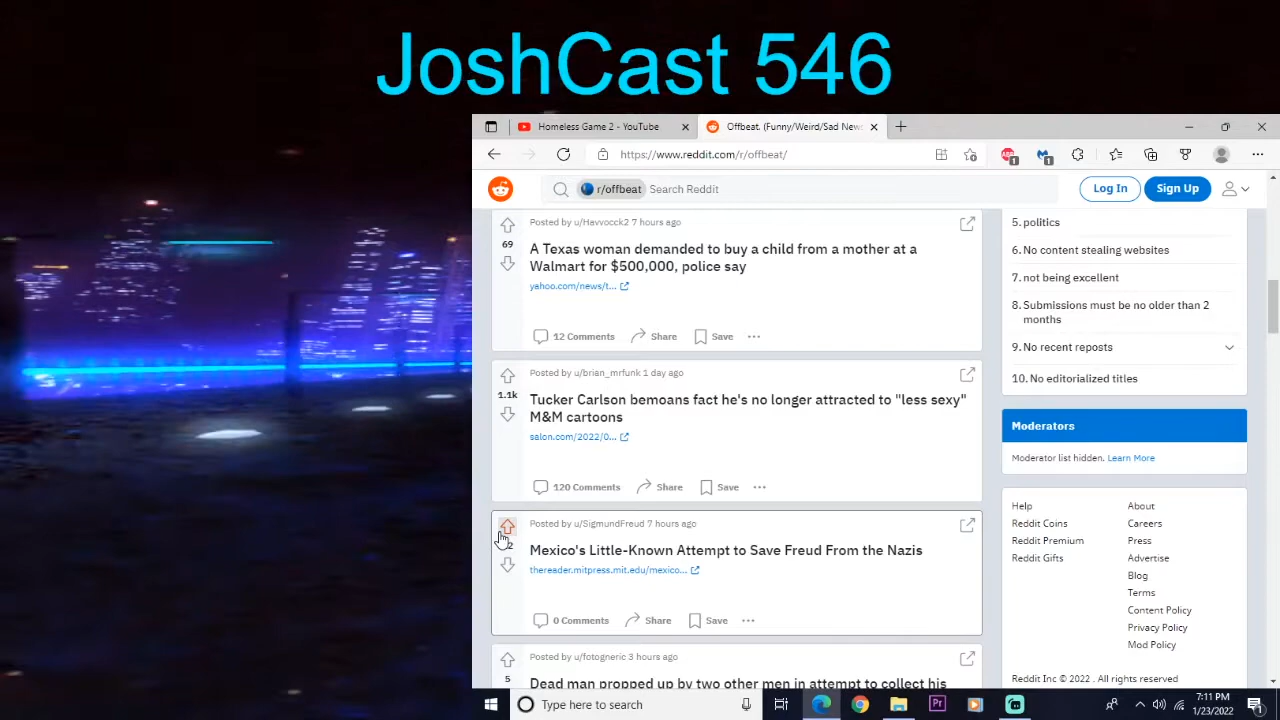 JoshCast 546
Homeless Game 2 - YouTube
Offbeat. (Funny/Weird/Sad News
https://www.reddit.com/r/offbeat/
1
1
r/offbeat Search Reddit
Log In
Sign Up
Posted by u/Havvocck2 7 hours ago
69
A Texas woman demanded to buy a child from a mother at a
Walmart for $500,000, police say
yahoo.com/news/t...
12 Comments
Share
Save
Posted by u/brian_mrfunk 1 day ago
1.1k
Tucker Carlson bemoans fact he's no longer attracted to "less sexy"
M&M cartoons
salon.com/2022/0...
120 Comments
Share
Save
Posted by u/SigmundFreud 7 hours ago
Mexico's Little-Known Attempt to Save Freud From the Nazis
thereader.mitpress.mit.edu/mexico...
0 Comments
Share
Save
Posted by u/fotogneric 3 hours ago
5
Dead man propped up by two other men in attempt to collect his
5. politics
6. No content stealing websites
7. not being excellent
8. Submissions must be no older than 2
months
9. No recent reposts
10. No editorialized titles
Moderators
Moderator list hidden. Learn More
Help
About
Reddit Coins
Careers
Reddit Premium
Press
Reddit Gifts
Advertise
Blog
Terms
Content Policy
Privacy Policy
Mod Policy
Reddit Inc © 2022 . All rights reserved
Type here to search
Pr
7:11 PM
1/23/2022
1